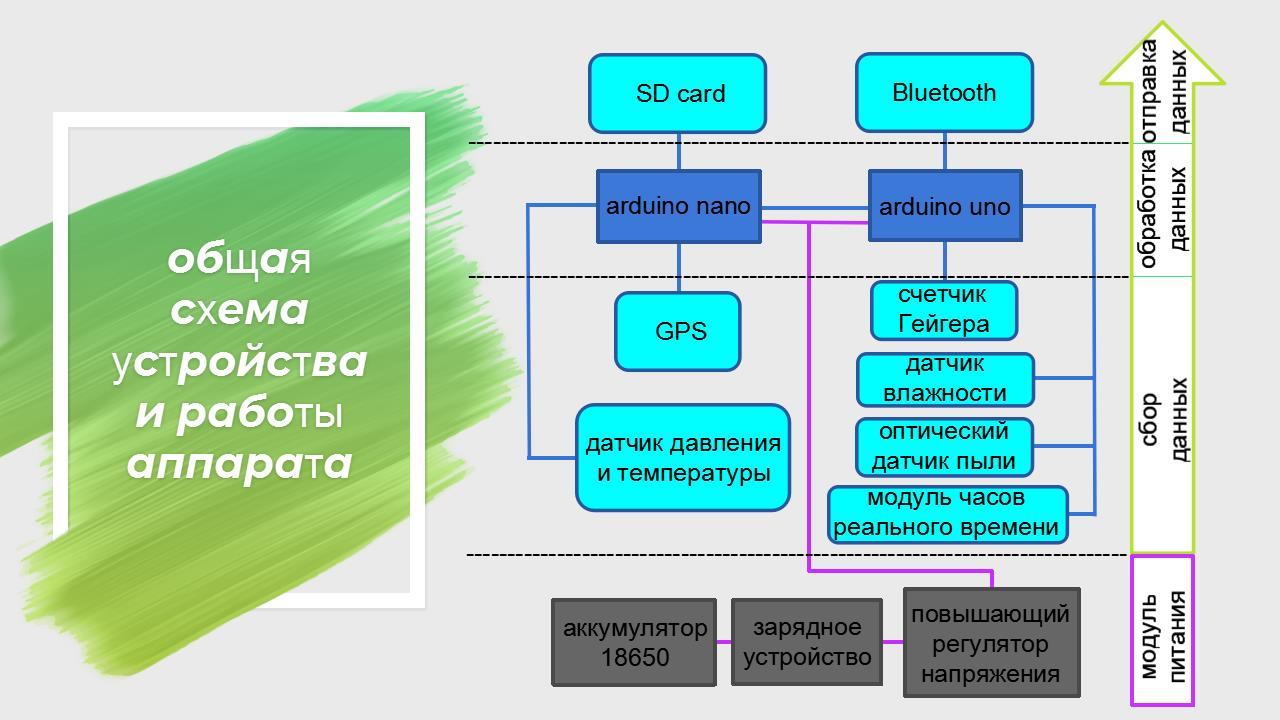 общая
схема
устройства
и работы
аппарата
SD card
Bluetooth
arduino nano
arduino uno
GPS
счетчик
Гейгера
датчик
влажности
датчик давления
и температуры
оптический
датчик пыли
модуль часов
реального времени
аккумулятор
18650
зарядное
устройство
повышающий
регулятор
напряжения
отправка
данных
обработка
данных
сбор
данных
модуль
питания